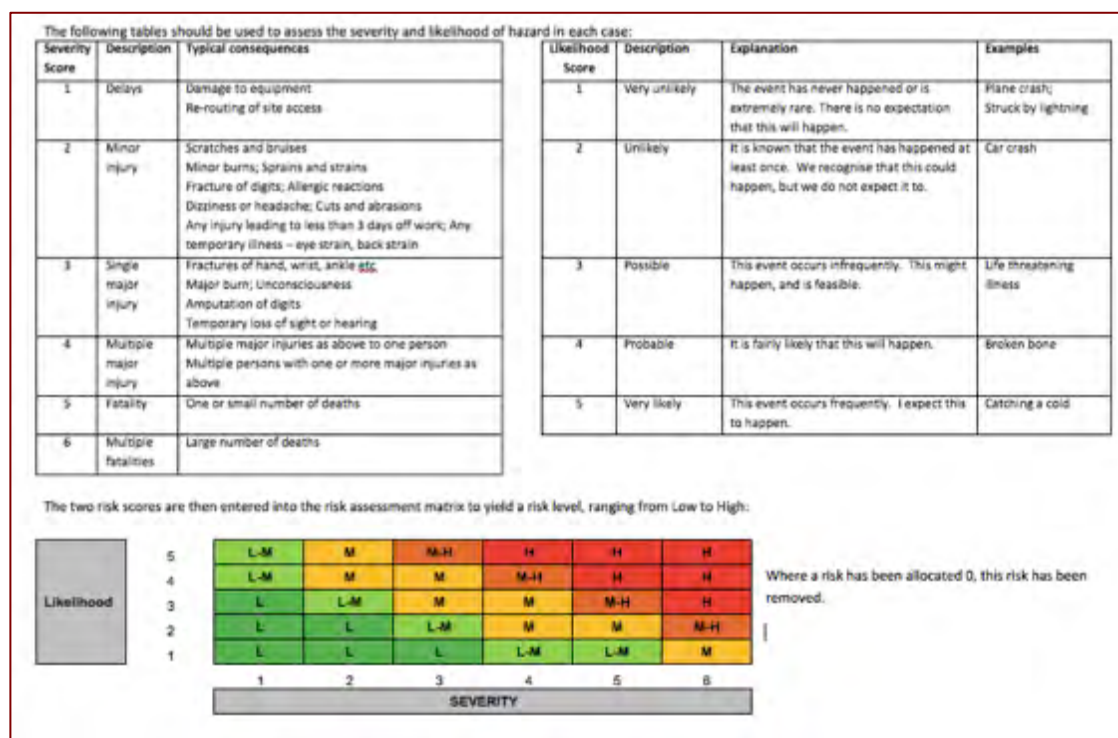 The following tables should be used to assess the severity and likelihood of hazard in each case:
Severity Score Description Typical consequences
1 Delays Damage to equipment
Re-routing of site access
2 Minor injury Scratches and bruises
Minor burns; Sprains and strains
Fracture of digits; Allergic reactions
Dizziness or headache; Cuts and abrasions
Any injury leading to less than 3 days off work; Any
temporary illness – eye strain, back strain
3 Single major injury Fractures of hand, wrist, ankle etc
Major burn; Unconsciousness
Amputation of digits
Temporary loss of sight or hearing
4 Multiple major injury Multiple major injuries as above to one person
Multiple persons with one or more major injuries as
above
5 Fatality One or small number of deaths
6 Multiple fatalities Large number of deaths
Likelihood Score Description Explanation Examples
1 Very unlikely The event has never happened or is Plane crash;
extremely rare. There is no expectation Struck by lightning
that this will happen.
2 Unlikely It is known that the event has happened at Car crash
least once. We recognise that this could
happen, but we do not expect it to.
3 Possible This event occurs infrequently. This might Life threatening
happen, and is feasible. illness
4 Probable It is fairly likely that this will happen. Broken bone
5 Very likely This event occurs frequently. I expect this Catching a cold
to happen.
The two risk scores are then entered into the risk assessment matrix to yield a risk level, ranging from Low to High:
Likelihood
5 L-M M M-H H H H
4 L-M M M M-H H H
3 L L-M M M M-H H
2 L L L-M M M M-H
1 L L L L-M L-M M
1 2 3 4 5 6
SEVERITY
Where a risk has been allocated 0, this risk has been
removed.